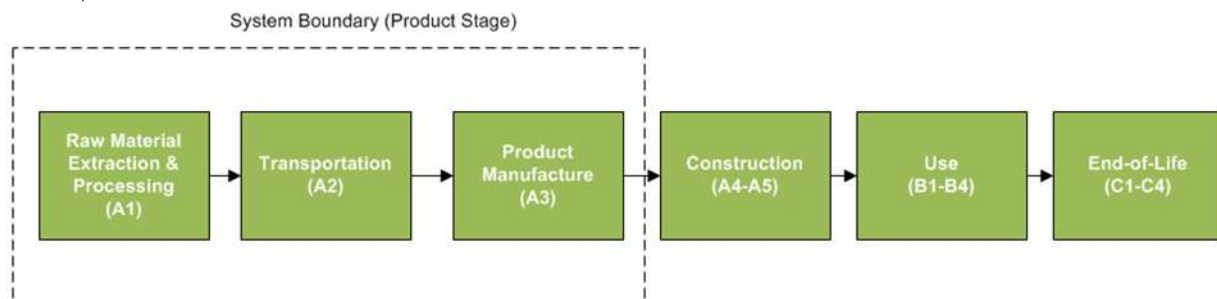 System Boundary (Product Stage)
Raw Material
Extraction &
Processing
(A1)
Transportation
(A2)
Product
Manufacture
(A3)
Construction
(A4-A5)
Use
(B1-B4)
End-of-Life
(C1-C4)